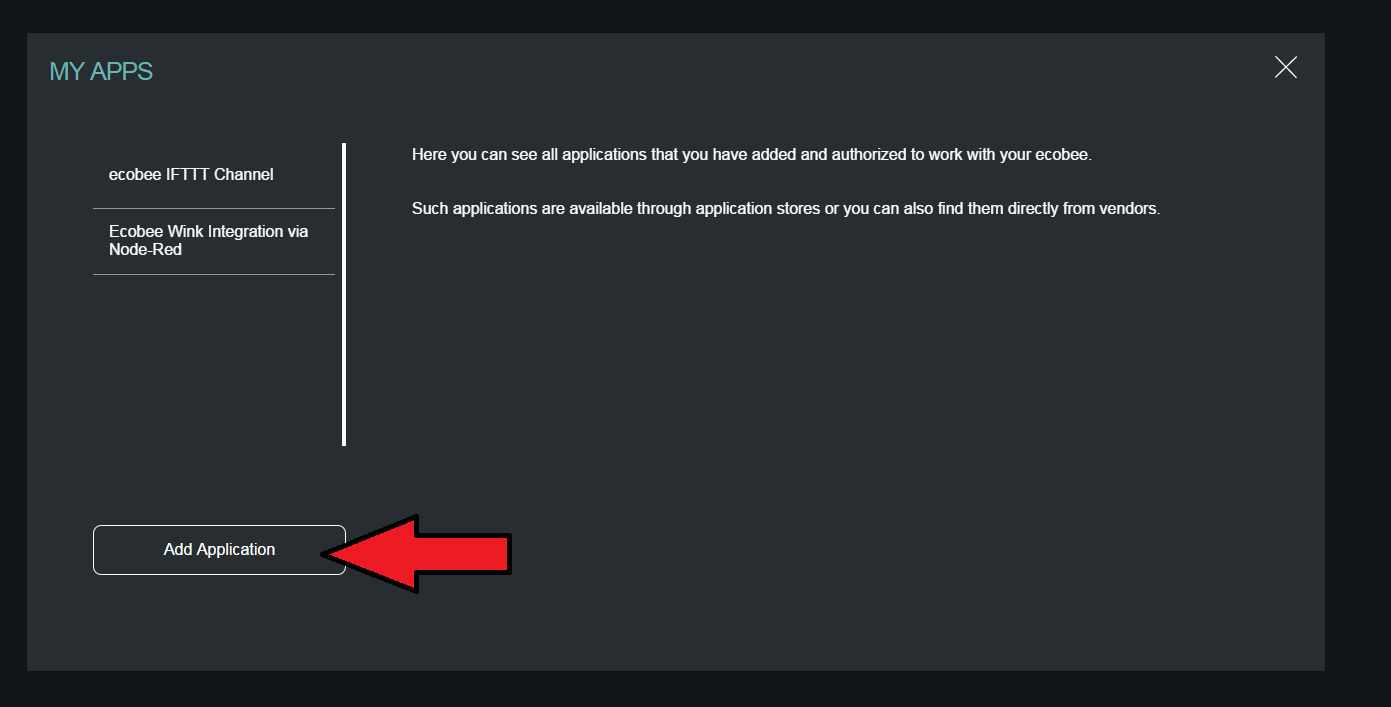 MY APPS
ecobee IFTTT Channel
Ecobee Wink Integration via
Node-Red
Here you can see all applications that you have added and authorized to work with your ecobee.
Such applications are available through application stores or you can also find them directly from vendors.
Add Application